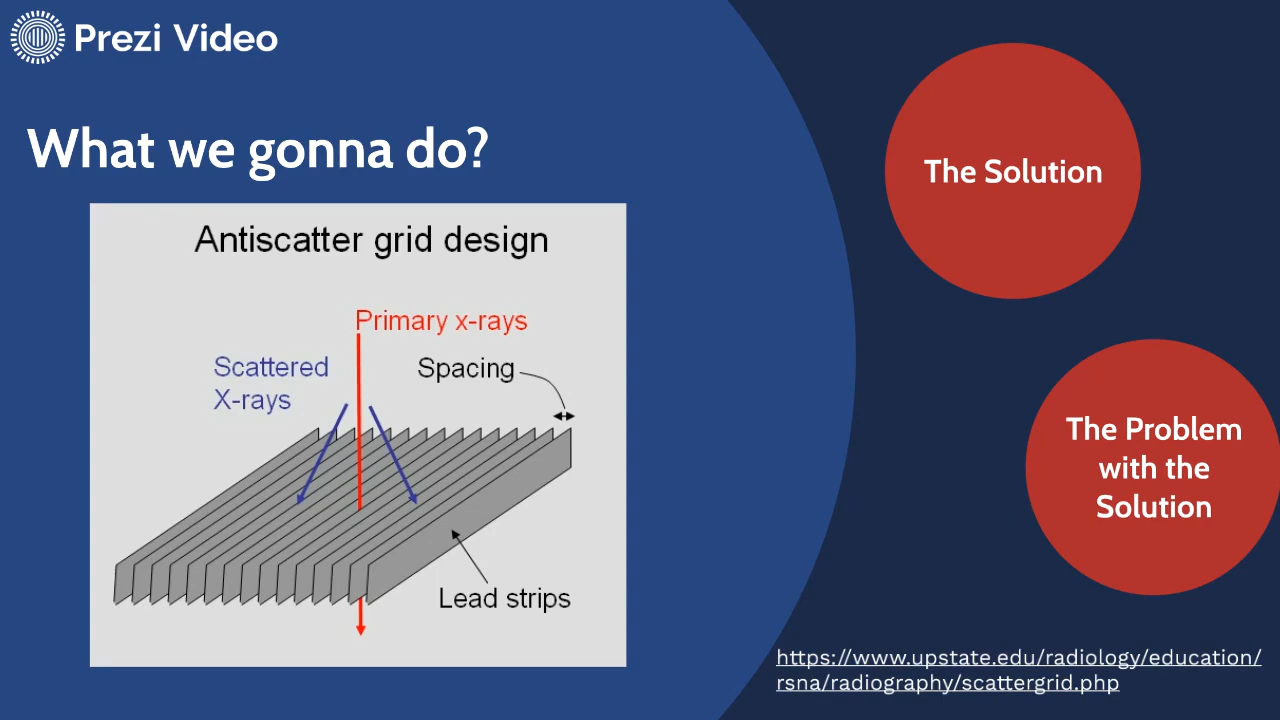 Prezi Video
What we gonna do?
Antiscatter grid design
Primary x-rays
Scattered
X-rays
Spacing
Lead strips
The Solution
The Problem
with the
Solution
https://www.upstate.edu/radiology/education/
rsna/radiography/scattergrid.php